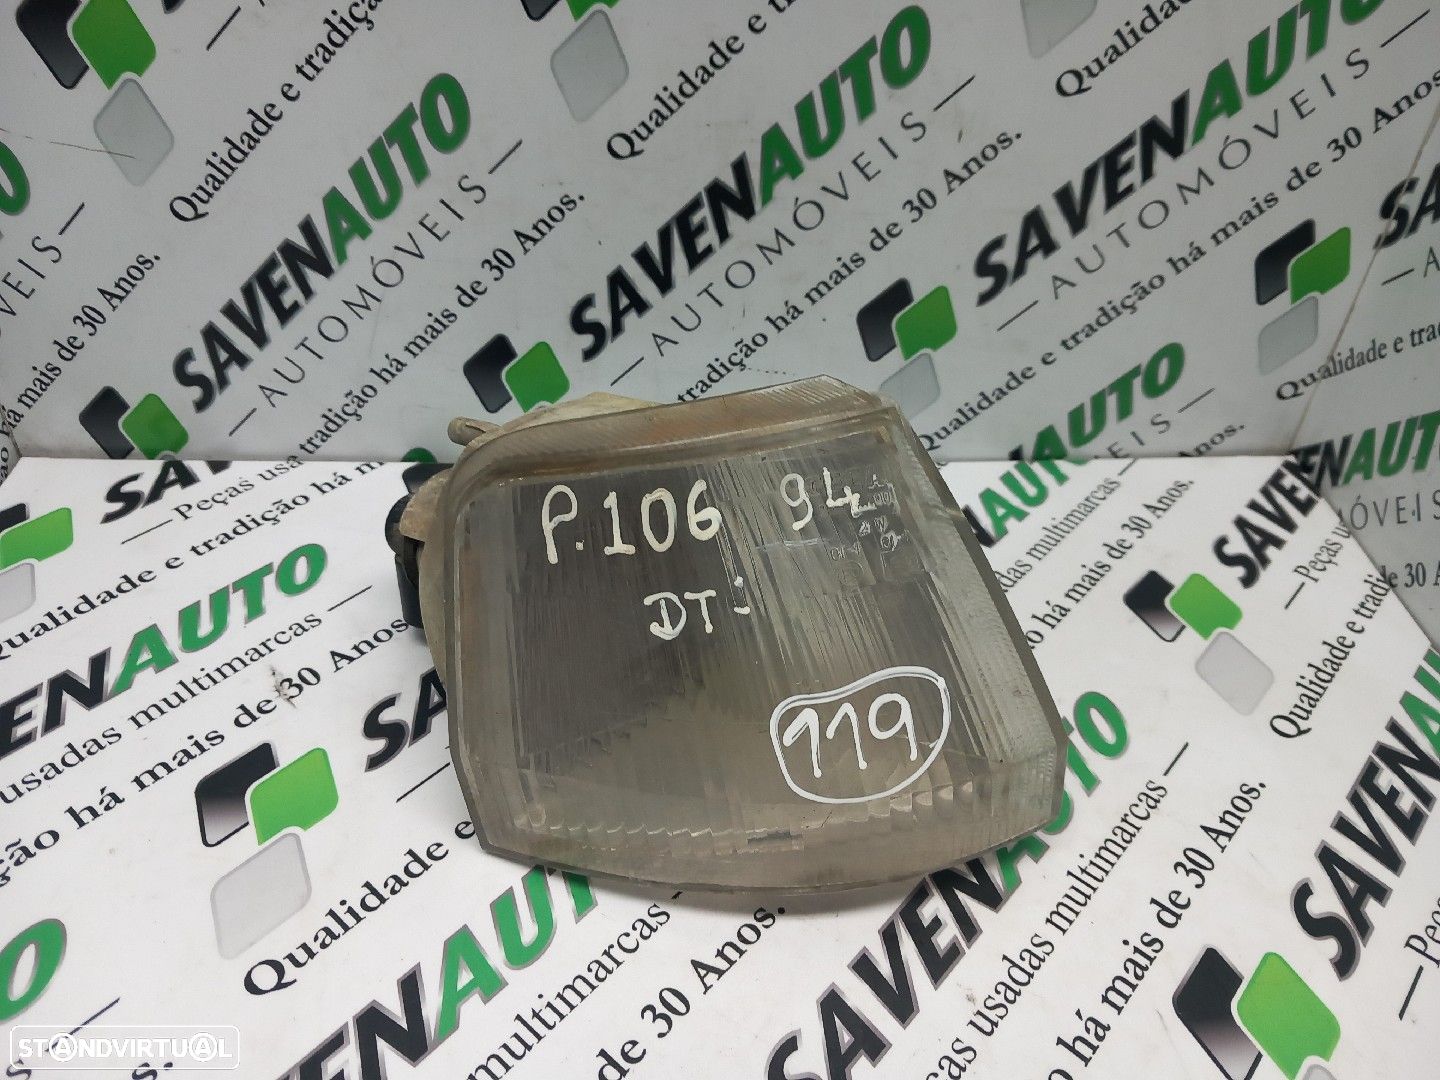 P.106 94
DT-
119
SAVENAUTO
AUTOMÓVEIS
Peças usadas multimarcas
Qualidade e tradição há mais de 30 Anos.
STANDVIRTUAL